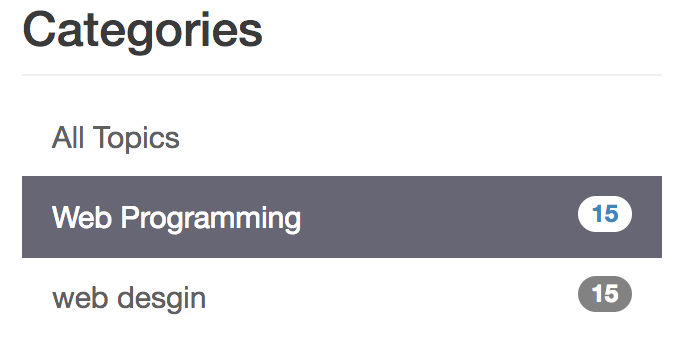 Categories
All Topics
Web Programming 15
web desgin 15